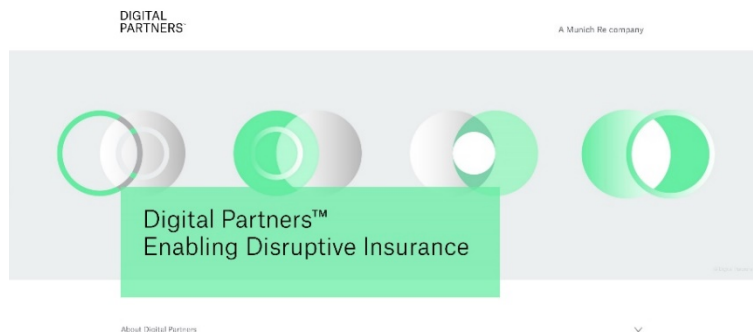 DIGITAL
PARTNERS™
A Munich Re company
Digital Partners™
Enabling Disruptive Insurance
About Digital Partners